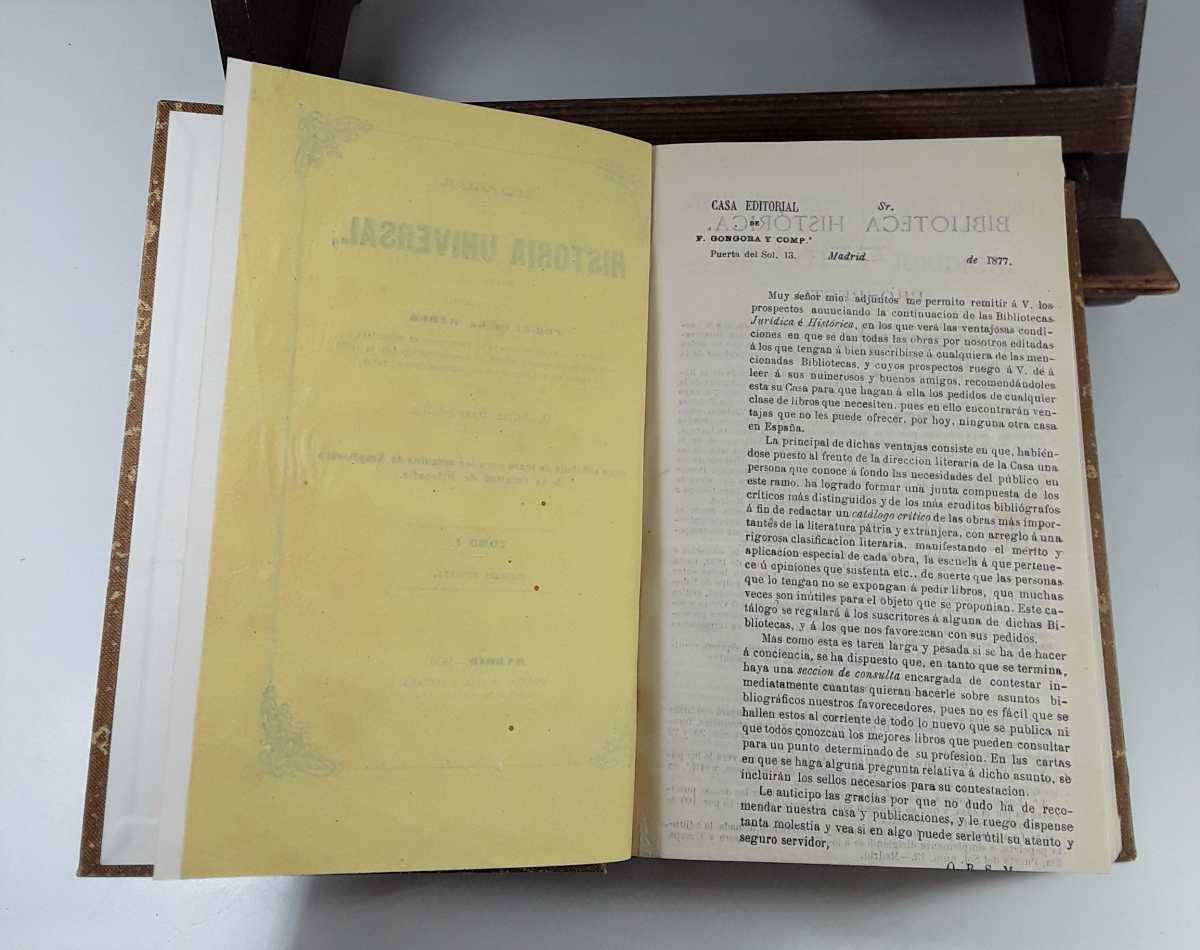 HISTORIA UNIVERSAL,
TOMO I
MADRID
CASA EDITORIAL Sr.
DE
F. GONGORA Y COMP.ª
Puerta del Sol. 13. Madrid de 1877.
BIBLIOTECA HISTÓRICA.
Muy señor mio: adjuntos me permito remitir á V. los
prospectos anunciando la continuacion de las Bibliotecas
Jurídica é Histórica, en los que verá las ventajosas condi-
ciones en que se dan todas las obras por nosotros editadas
á los que tengan á bien suscribirse á cualquiera de las men-
cionadas Bibliotecas, y cuyos prospectos ruego á V. dé á
leer á sus numerosos y buenos amigos, recomendándoles
esta su Casa para que hagan á ella los pedidos de cualquier
clase de libros que necesiten, pues en ello encontrarán ven-
tajas que no les puede ofrecer, por hoy, ninguna otra casa
en España.
La principal de dichas ventajas consiste en que, habién-
dose puesto al frente de la direccion literaria de la Casa una
persona que conoce á fondo las necesidades del público en
este ramo, ha logrado formar una junta compuesta de los
críticos más distinguidos y de los más eruditos bibliógrafos
á fin de redactar un catálogo crítico de las obras más impor-
tantes de la literatura pátria y extranjera, con arreglo á una
rigorosa clasificacion literaria, manifestando el mérito y
aplicacion especial de cada obra, la escuela á que pertene-
ce ú opiniones que sustenta etc., de suerte que las personas
que lo tengan no se expongan á pedir libros, que muchas
veces son inútiles para el objeto que se proponian. Este ca-
tálogo se regalará á los suscritores á alguna de dichas Bi-
bliotecas, y á los que nos favorezcan con sus pedidos.
Mas como esta es tarea larga y pesada si se ha de hacer
á conciencia, se ha dispuesto que, en tanto que se termina,
haya una seccion de consulta encargada de contestar in-
mediatamente cuantas quieran hacerle sobre asuntos bi-
bliográficos nuestros favorecedores, pues no es fácil que se
hallen estos al corriente de todo lo nuevo que se publica ni
que todos conozcan los mejores libros que pueden consultar
para un punto determinado de su profesion. En las cartas
en que se haga alguna pregunta relativa á dicho asunto, se
incluirán los sellos necesarios para su contestacion.
Le anticipo las gracias por que no dudo ha de reco-
mendar nuestra casa y publicaciones, y le ruego dispense
tanta molestia y vea si en algo puede serle útil su atento y
seguro servidor,